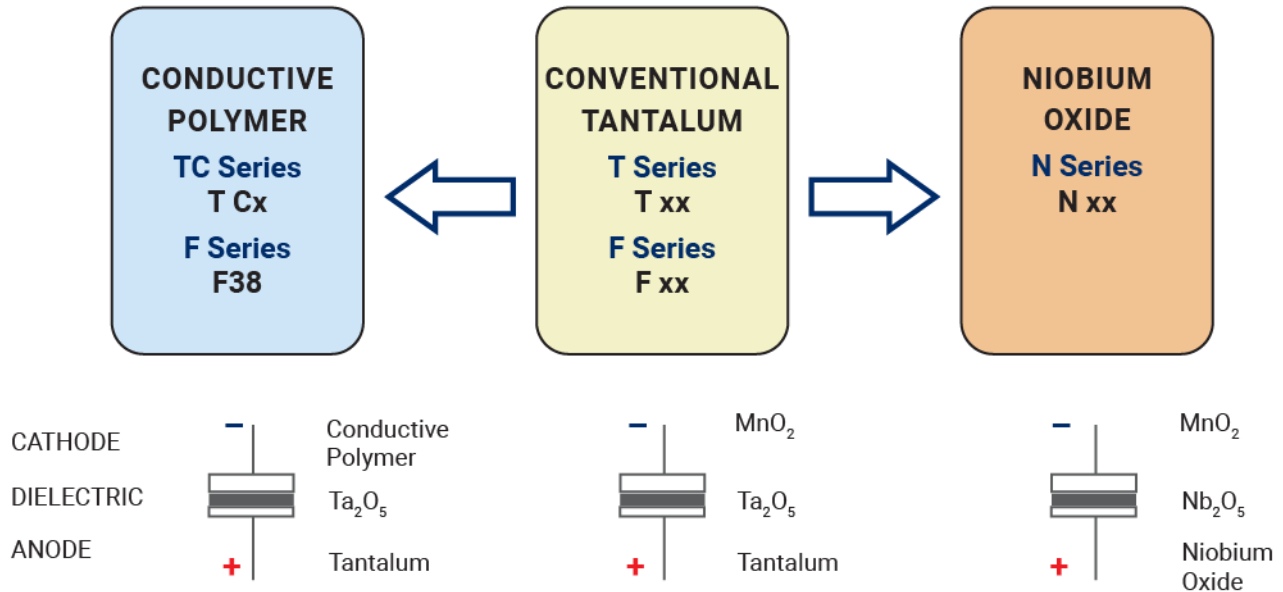 CONDUCTIVE
POLYMER
TC Series
T Cx
F Series
F38
CONVENTIONAL
TANTALUM
T Series
T xx
F Series
F xx
NIOBIUM
OXIDE
N Series
N xx
CATHODE
DIELECTRIC
ANODE
−
Conductive
Polymer
Ta₂O₅
+
Tantalum
−
MnO₂
Ta₂O₅
+
Tantalum
−
MnO₂
Nb₂O₅
+
Niobium
Oxide